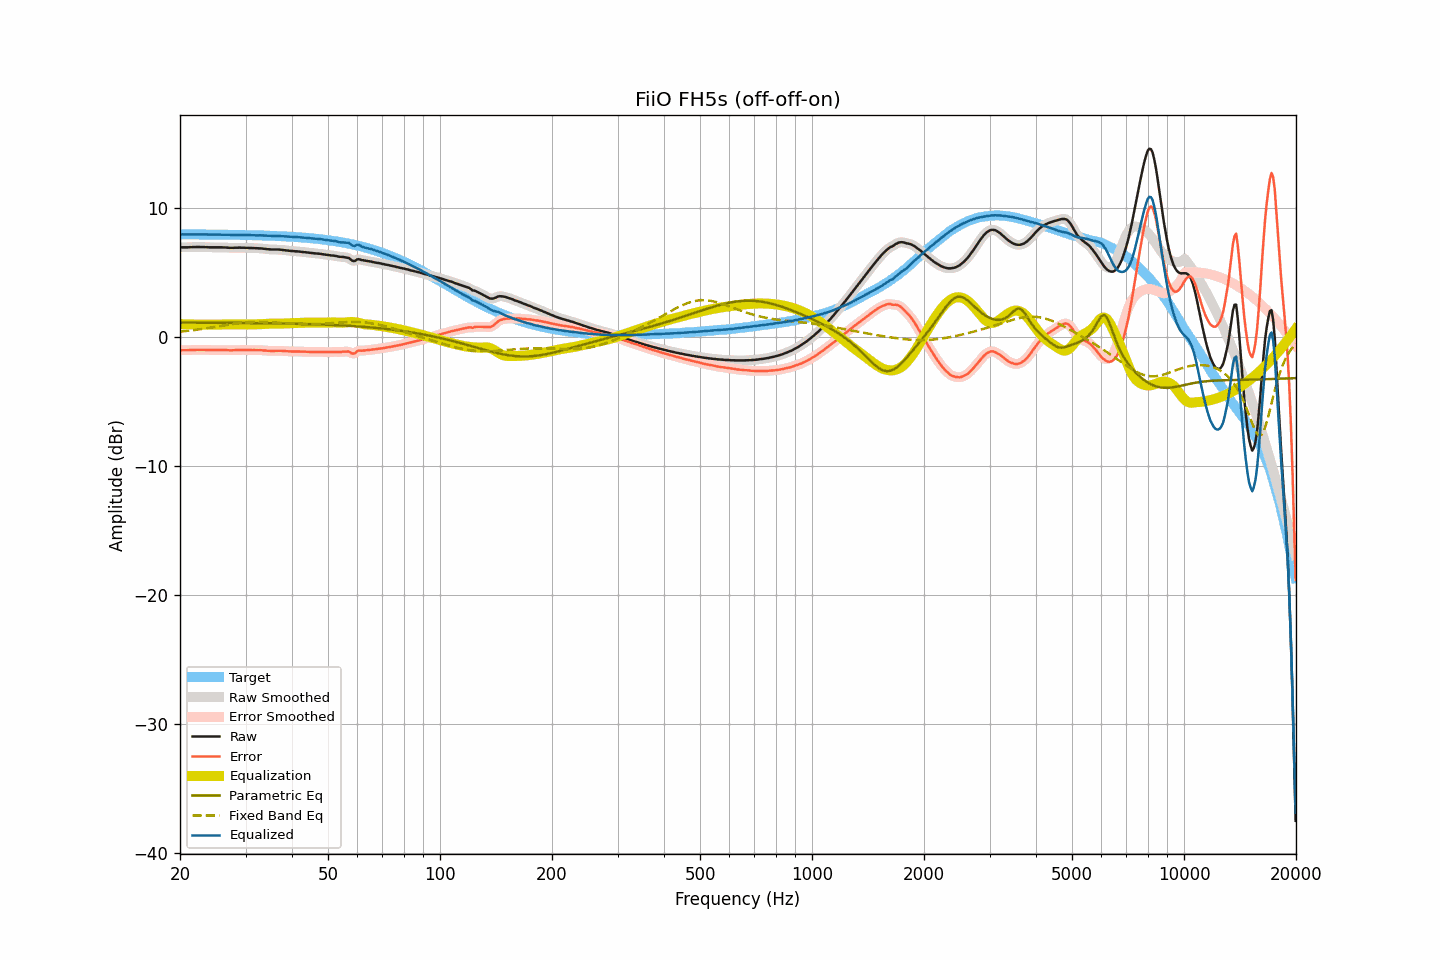 FiiO FH5s (off-off-on)
Amplitude (dBr)
10
0
−10
−20
−30
−40
Target
Raw Smoothed
Error Smoothed
Raw
Error
Equalization
Parametric Eq
Fixed Band Eq
Equalized
20 50 100 200 500 1000 2000 5000 10000 20000
Frequency (Hz)